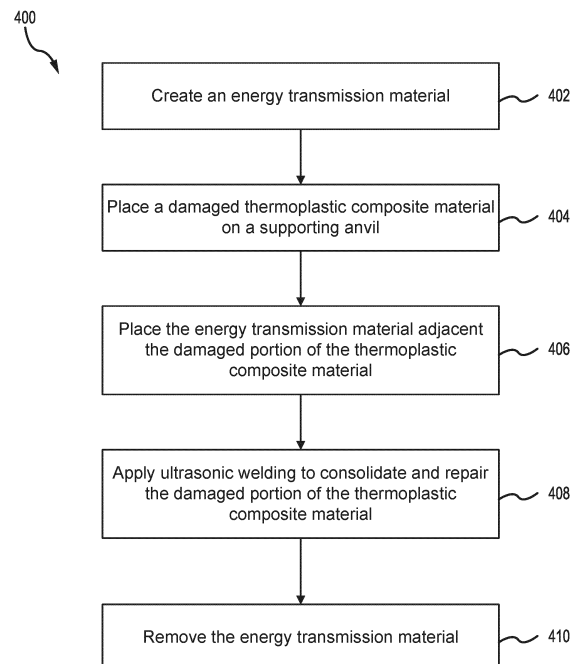 400
Create an energy transmission material
402
Place a damaged thermoplastic composite material
on a supporting anvil
404
Place the energy transmission material adjacent
the damaged portion of the thermoplastic
composite material
406
Apply ultrasonic welding to consolidate and repair
the damaged portion of the thermoplastic
composite material
408
Remove the energy transmission material
410